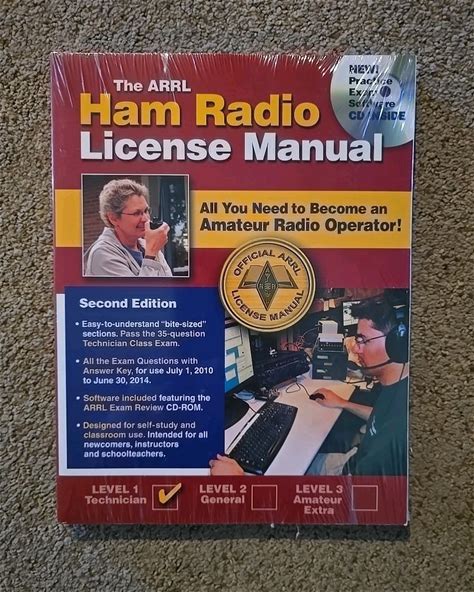 The ARRL
Ham Radio
License Manual
NEW!
Practice
Exam
Software
CD INSIDE
All You Need to Become an
Amateur Radio Operator!
OFFICIAL ARRL
LICENSE MANUAL
Second Edition
• Easy-to-understand "bite-sized"
sections. Pass the 35-question
Technician Class Exam.
• All the Exam Questions with
Answer Key, for use July 1, 2010
to June 30, 2014.
• Software included featuring the
ARRL Exam Review CD-ROM.
• Designed for self-study and
classroom use. Intended for all
newcomers, instructors
and schoolteachers.
LEVEL 1
Technician ✓
LEVEL 2
General
LEVEL 3
Amateur
Extra